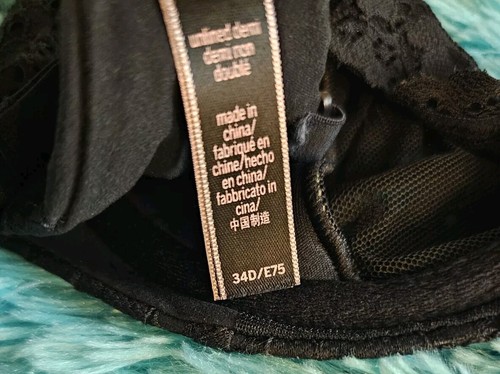 unlined demi
demi non
doublé
made in
china/
fabriqué en
chine/hecho
en china/
fabbricato in
cina/
中国制造
34D/E75